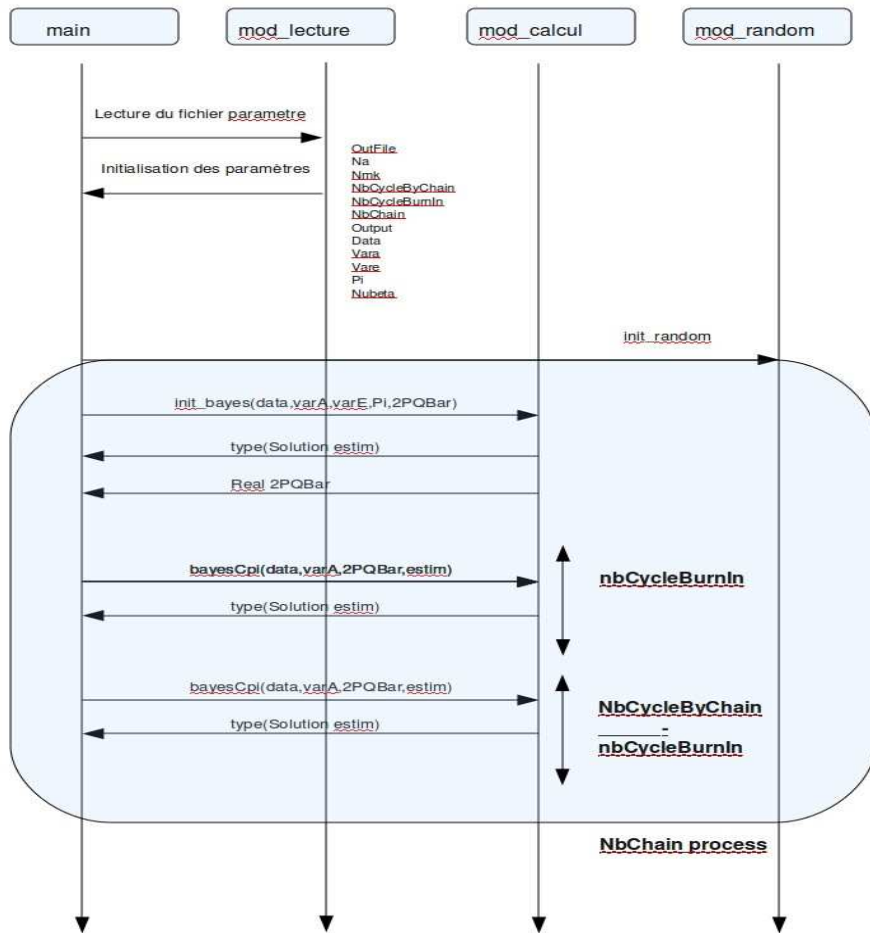 main
mod_lecture
mod_calcul
mod_random
Lecture du fichier parametre
Initialisation des paramètres
OutFile
Na
Nmk
NbCycleByChain
NbCycleBurnIn
NbChain
Output
Data
Vara
Vare
Pi
Nubeta
init_random
init_bayes(data,varA,varE,Pi,2PQBar)
type(Solution estim)
Real 2PQBar
bayesCpi(data,varA,2PQBar,estim)
nbCycleBurnIn
type(Solution estim)
bayesCpi(data,varA,2PQBar,estim)
NbCycleByChain
-
type(Solution estim)
nbCycleBurnIn
NbChain process